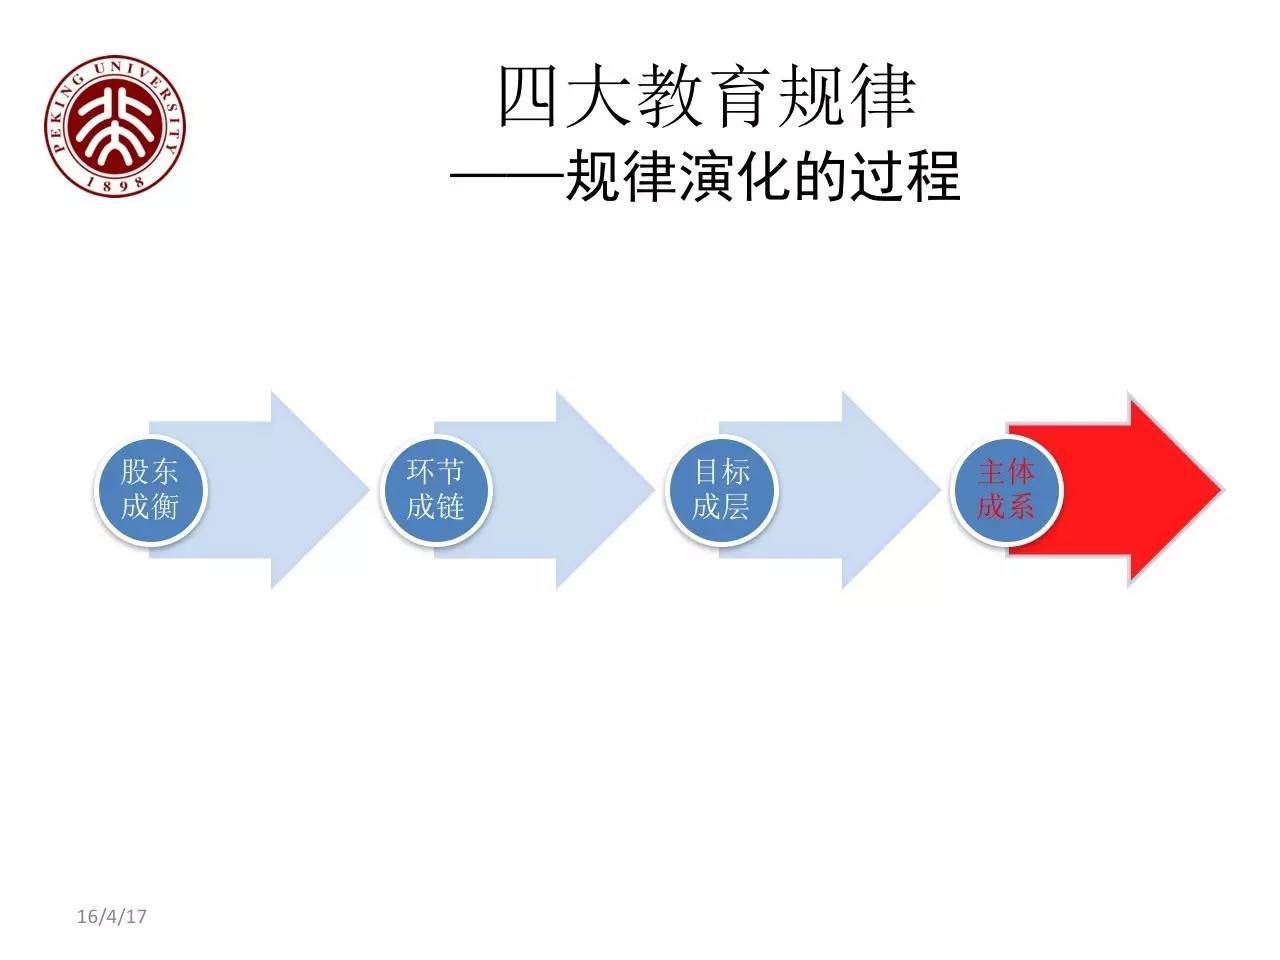 PEKING UNIVERSITY
1898
四大教育规律
——规律演化的过程
股东
成衡
环节
成链
目标
成层
主体
成系
16/4/17